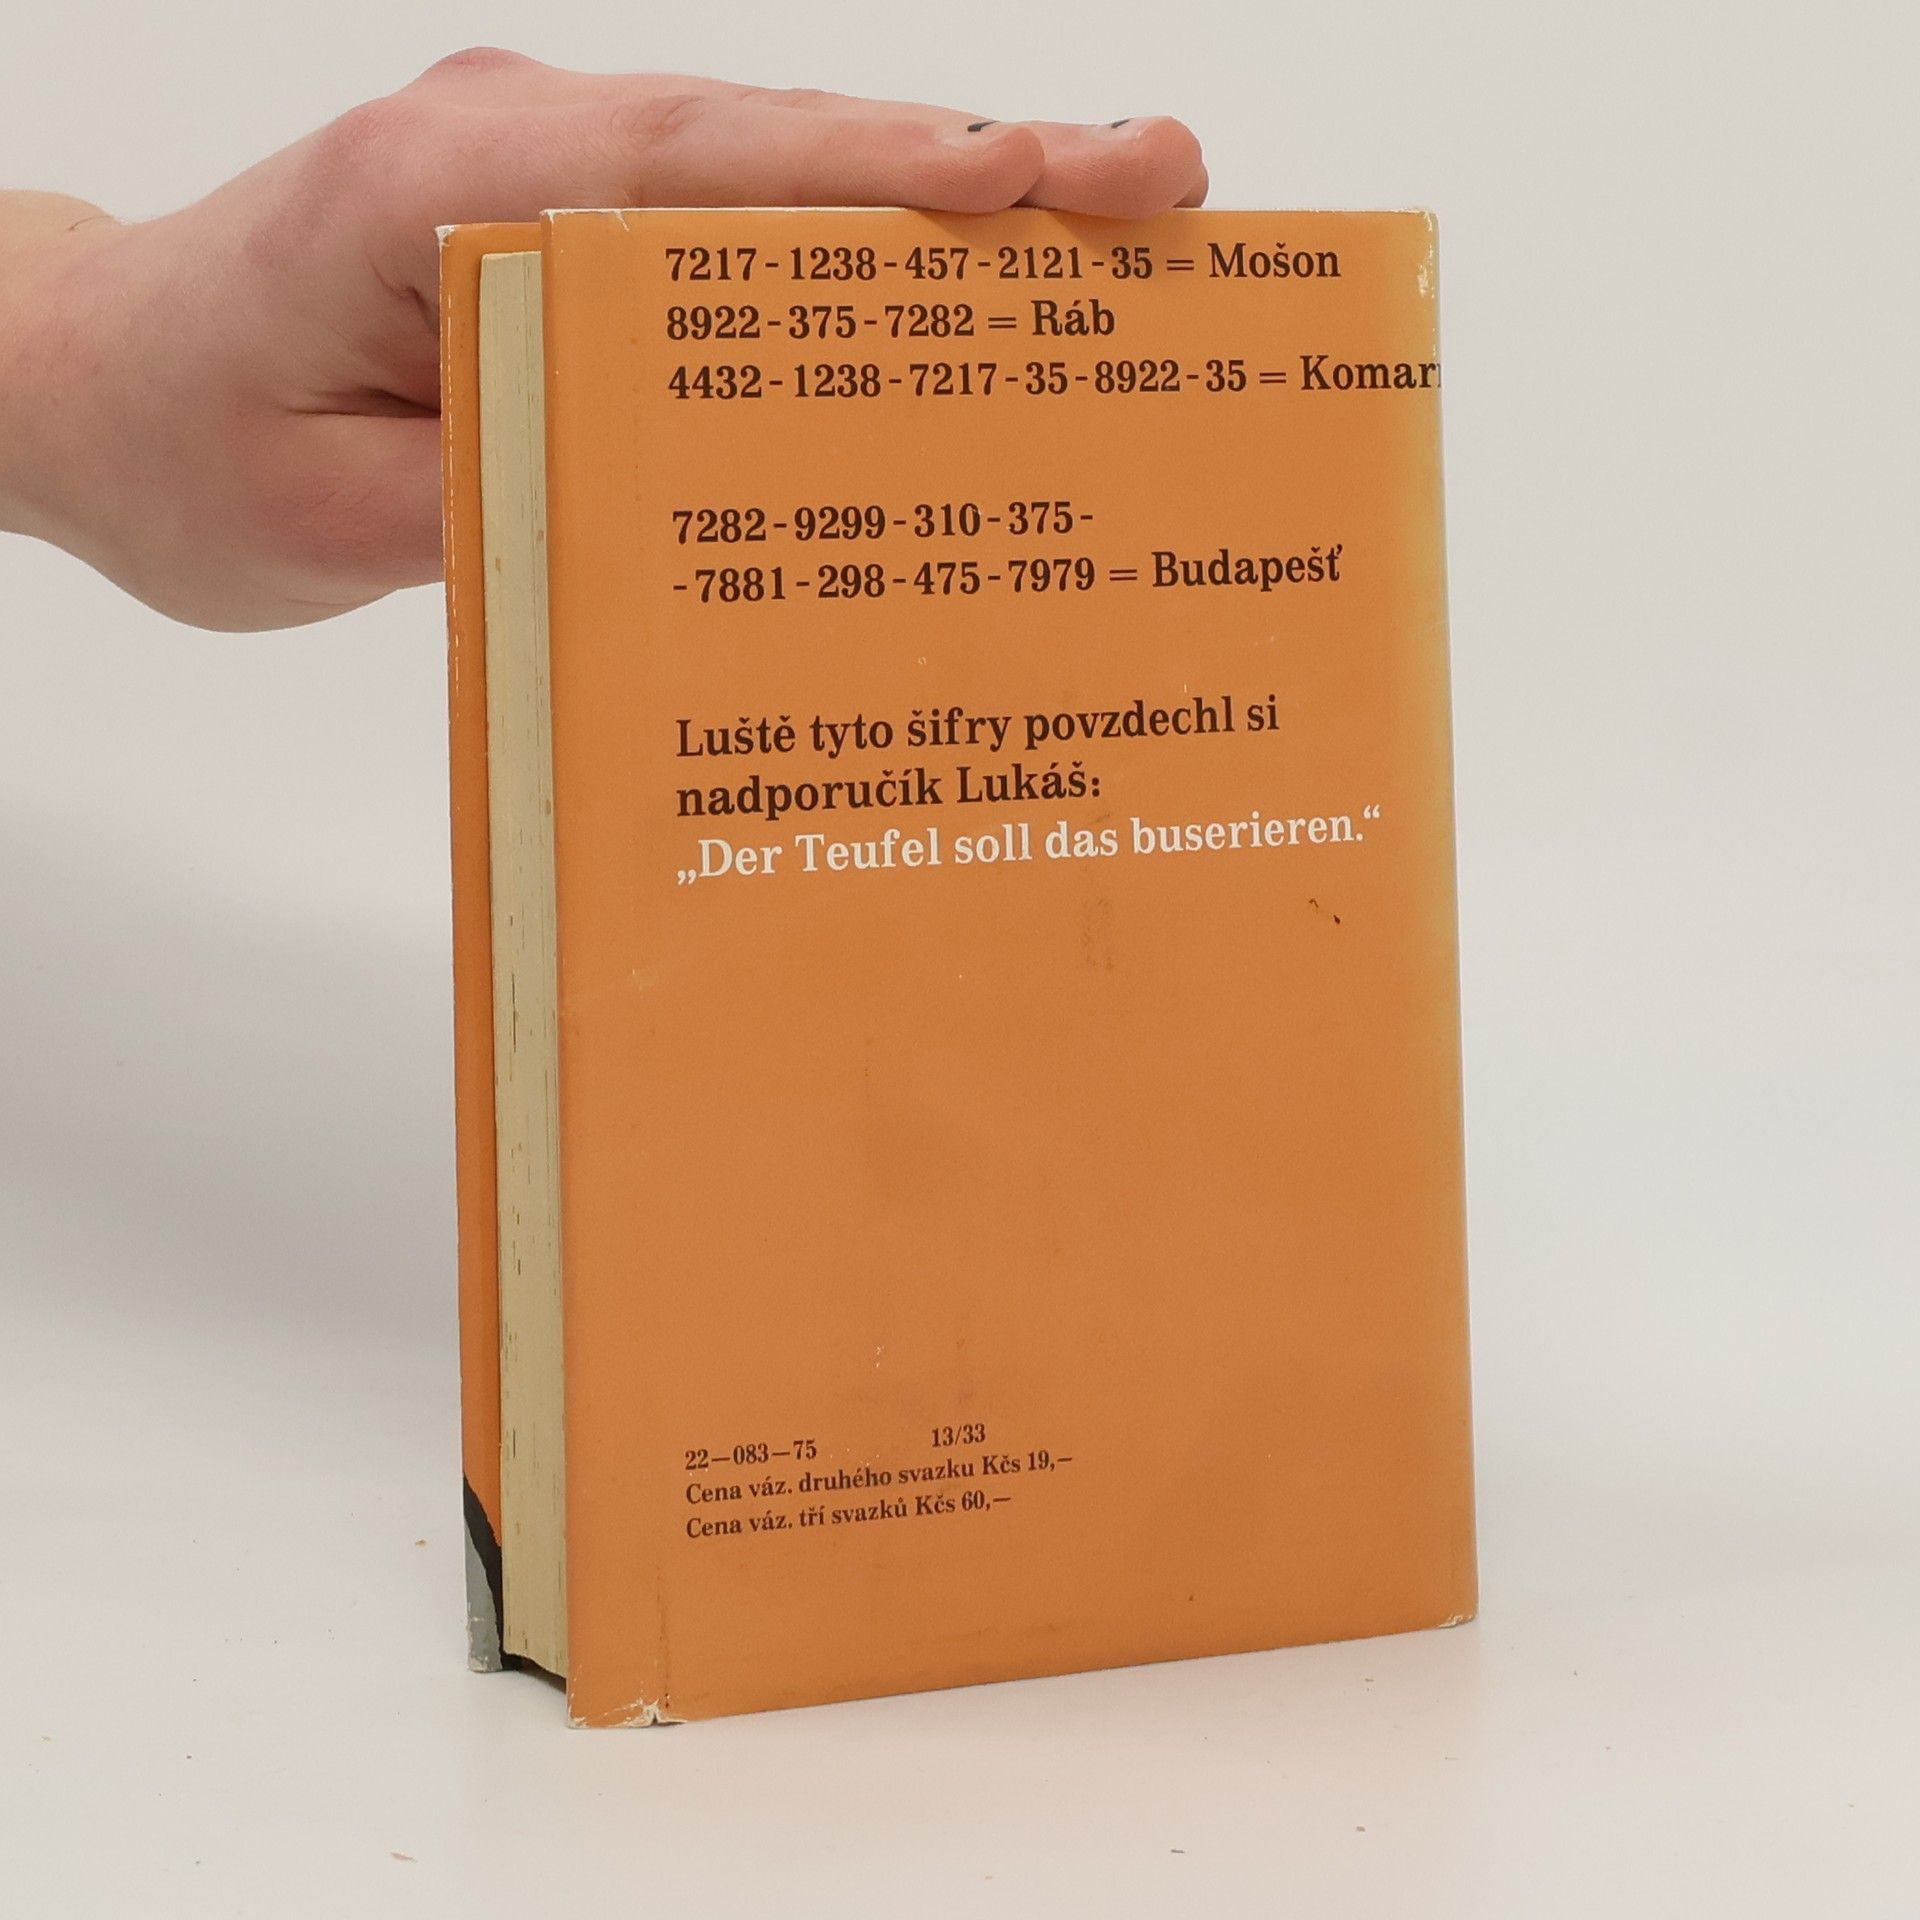 7217-1238-457-2121-35 = Mošon
8922-375-7282 = Ráb
4432-1238-7217-35-8922-35 = Komar
7282-9299-310-375-
-7881-298-475-7979 = Budapešť
Luště tyto šifry povzdechl si
nadporučík Lukáš:
„Der Teufel soll das buserieren.“
22—083—75 13/33
Cena váz. druhého svazku Kčs 19,—
Cena váz. tří svazků Kčs 60,—